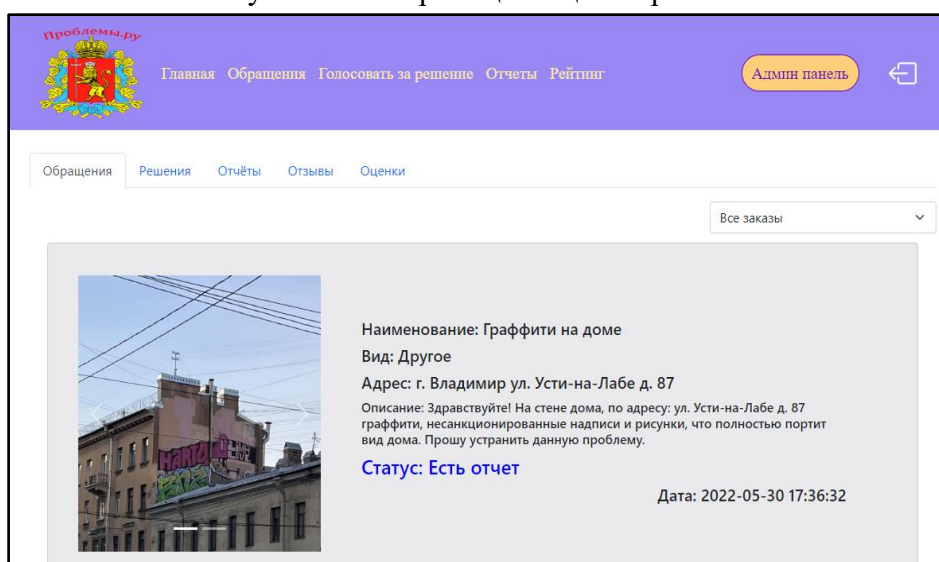 Проблемы.ру
Главная Обращения Голосовать за решение Отчеты Рейтинг
Админ панель
Обращения Решения Отчёты Отзывы Оценки
Все заказы
Наименование: Граффити на доме
Вид: Другое
Адрес: г. Владимир ул. Усти-на-Лабе д. 87
Описание: Здравствуйте! На стене дома, по адресу: ул. Усти-на-Лабе д. 87
граффити, несанкционированные надписи и рисунки, что полностью портит
вид дома. Прошу устранить данную проблему.
Статус: Есть отчет
Дата: 2022-05-30 17:36:32